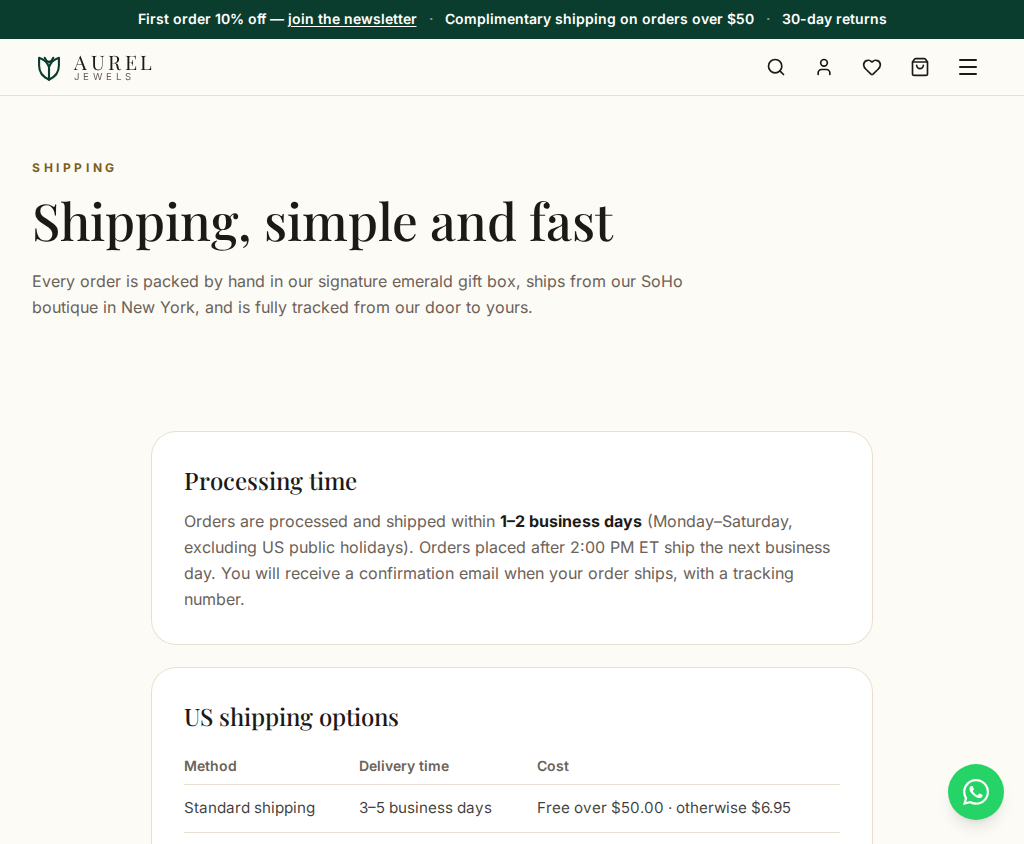 First order 10% off — join the newsletter · Complimentary shipping on orders over $50 · 30-day returns
AUREL
JEWELS
SHIPPING
Shipping, simple and fast
Every order is packed by hand in our signature emerald gift box, ships from our SoHo
boutique in New York, and is fully tracked from our door to yours.
Processing time
Orders are processed and shipped within 1–2 business days (Monday–Saturday,
excluding US public holidays). Orders placed after 2:00 PM ET ship the next business
day. You will receive a confirmation email when your order ships, with a tracking
number.
US shipping options
Method Delivery time Cost
Standard shipping 3–5 business days Free over $50.00 · otherwise $6.95